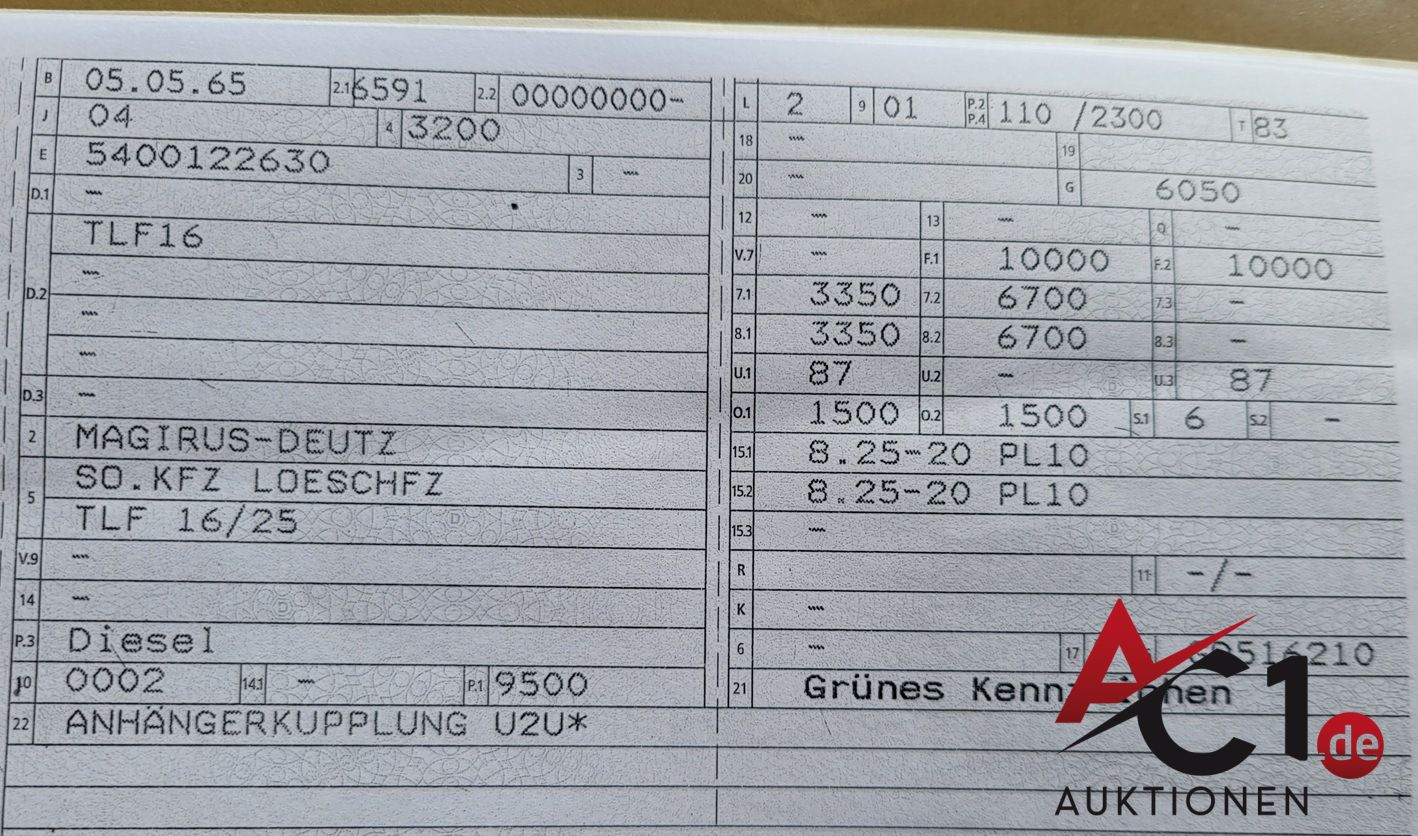 B 05.05.65 2.1 6591 2.2 00000000-
J 04 4 3200
E 5400122630 3 -
D.1 -
D.2 TLF16
-
-
-
D.3 -
2 MAGIRUS-DEUTZ
5 SO.KFZ LOESCHFZ
TLF 16/25
V.9 -
14 -
P.3 Diesel
10 0002 14.1 - P.1 9500
22 ANHÄNGERKUPPLUNG U2U*
L 2 9 01 P.2 P.4 110 /2300 T 83
18 - 19
20 - G 6050
12 - 13 - Q -
V.7 - F.1 10000 F.2 10000
7.1 3350 7.2 6700 7.3 -
8.1 3350 8.2 6700 8.3 -
U.1 87 U.2 - U.3 87
O.1 1500 O.2 1500 S.1 6 S.2 -
15.1 8.25-20 PL10
15.2 8.25-20 PL10
15.3 -
R 11 -/-
K -
6 - 17 516210
21 Grünes Kennzeichen
AC1.de
AUKTIONEN